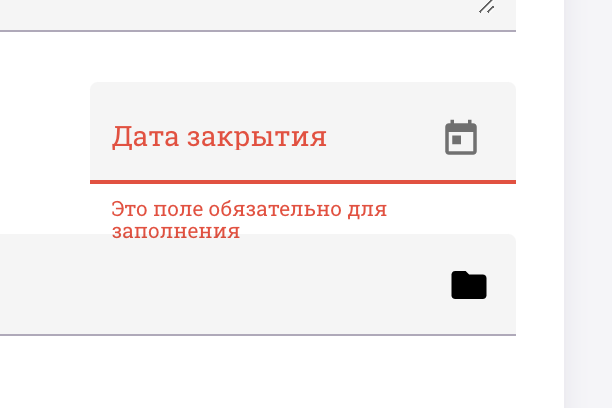 Дата закрытия
Это поле обязательно для
заполнения